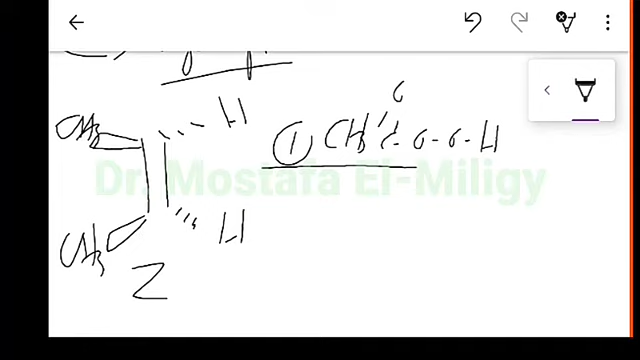 CH3 H
① CH3 C O - O - H
O
Dr. Mostafa El-Miligy
CH3 H
Z